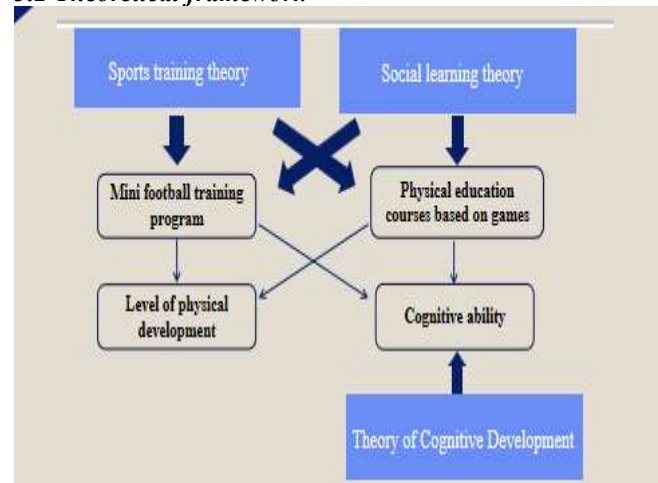 Sports training theory
Social learning theory
Mini football training
program
Physical education
courses based on games
Level of physical
development
Cognitive ability
Theory of Cognitive Development